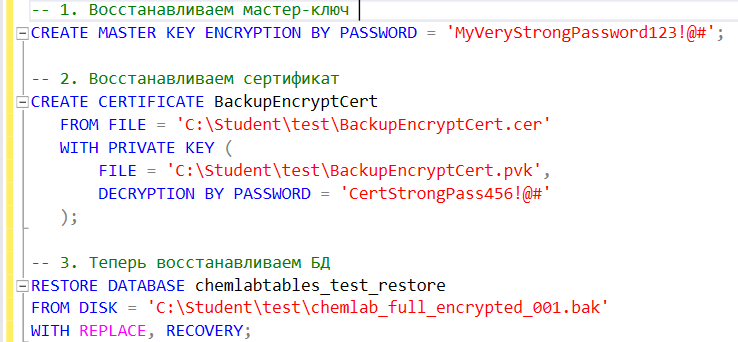 -- 1. Восстанавливаем мастер-ключ
CREATE MASTER KEY ENCRYPTION BY PASSWORD = 'MyVeryStrongPassword123!@#';
-- 2. Восстанавливаем сертификат
CREATE CERTIFICATE BackupEncryptCert
FROM FILE = 'C:\Student\test\BackupEncryptCert.cer'
WITH PRIVATE KEY (
FILE = 'C:\Student\test\BackupEncryptCert.pvk',
DECRYPTION BY PASSWORD = 'CertStrongPass456!@#'
);
-- 3. Теперь восстанавливаем БД
RESTORE DATABASE chemlabtables_test_restore
FROM DISK = 'C:\Student\test\chemlab_full_encrypted_001.bak'
WITH REPLACE, RECOVERY;